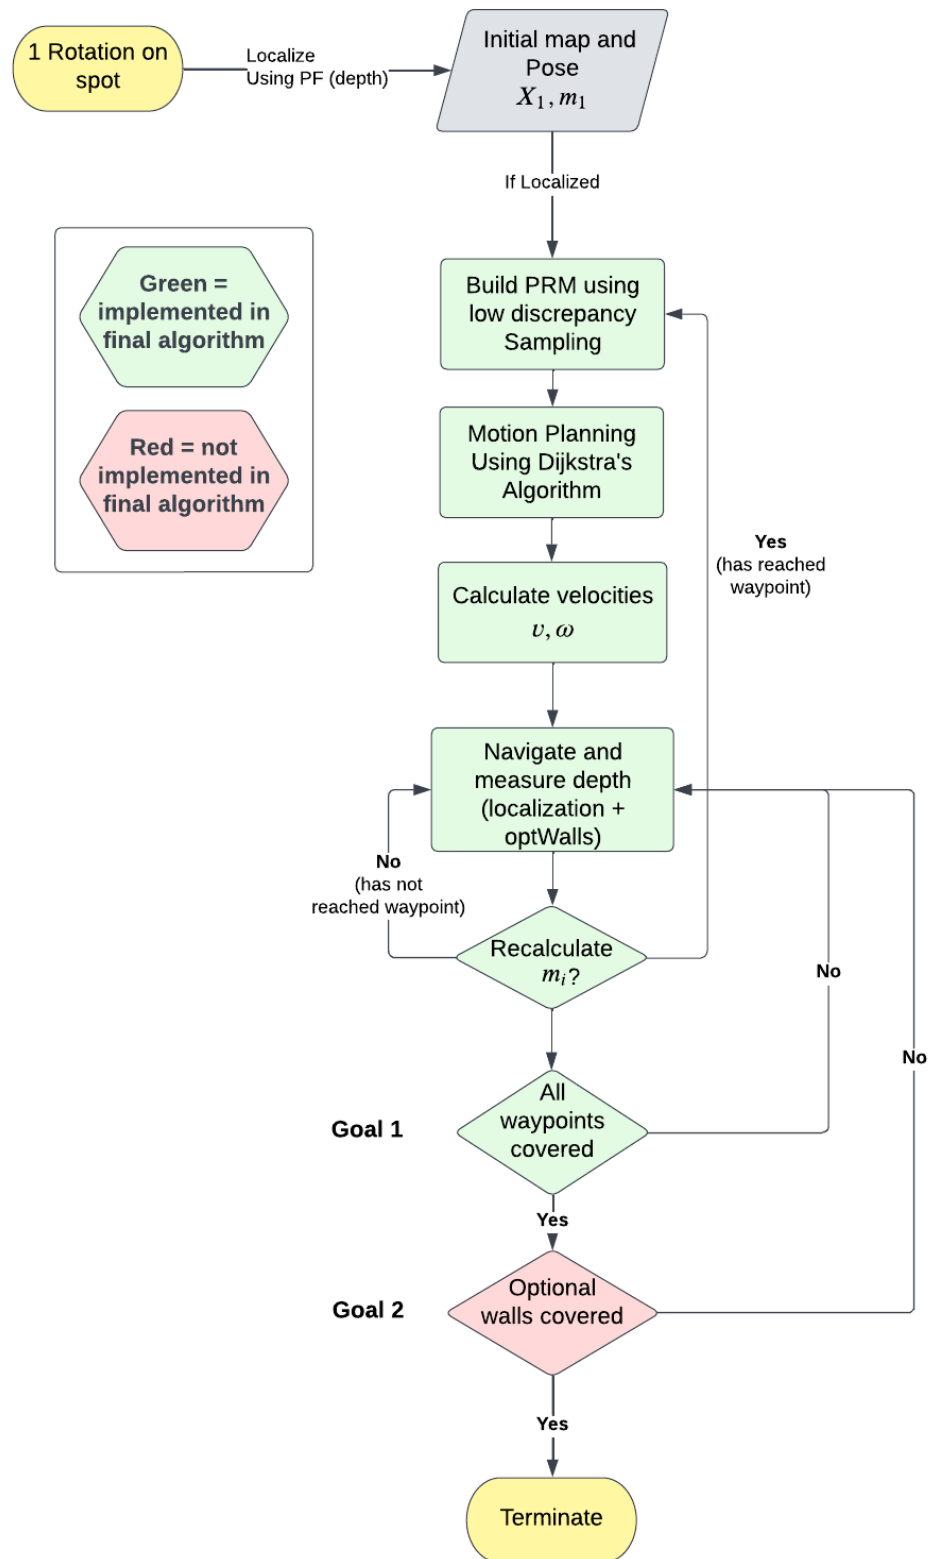 1 Rotation on
spot
Localize
Using PF (depth)
Initial map and
Pose
X₁, m₁
If Localized
Green =
implemented in
final algorithm
Red = not
implemented in
final algorithm
Build PRM using
low discrepancy
Sampling
Motion Planning
Using Dijkstra's
Algorithm
Yes
(has reached
waypoint)
Calculate velocities
υ, ω
Navigate and
measure depth
(localization +
optWalls)
No
(has not
reached waypoint)
Recalculate
mᵢ?
No
No
Goal 1
All
waypoints
covered
Yes
Goal 2
Optional
walls covered
Yes
Terminate